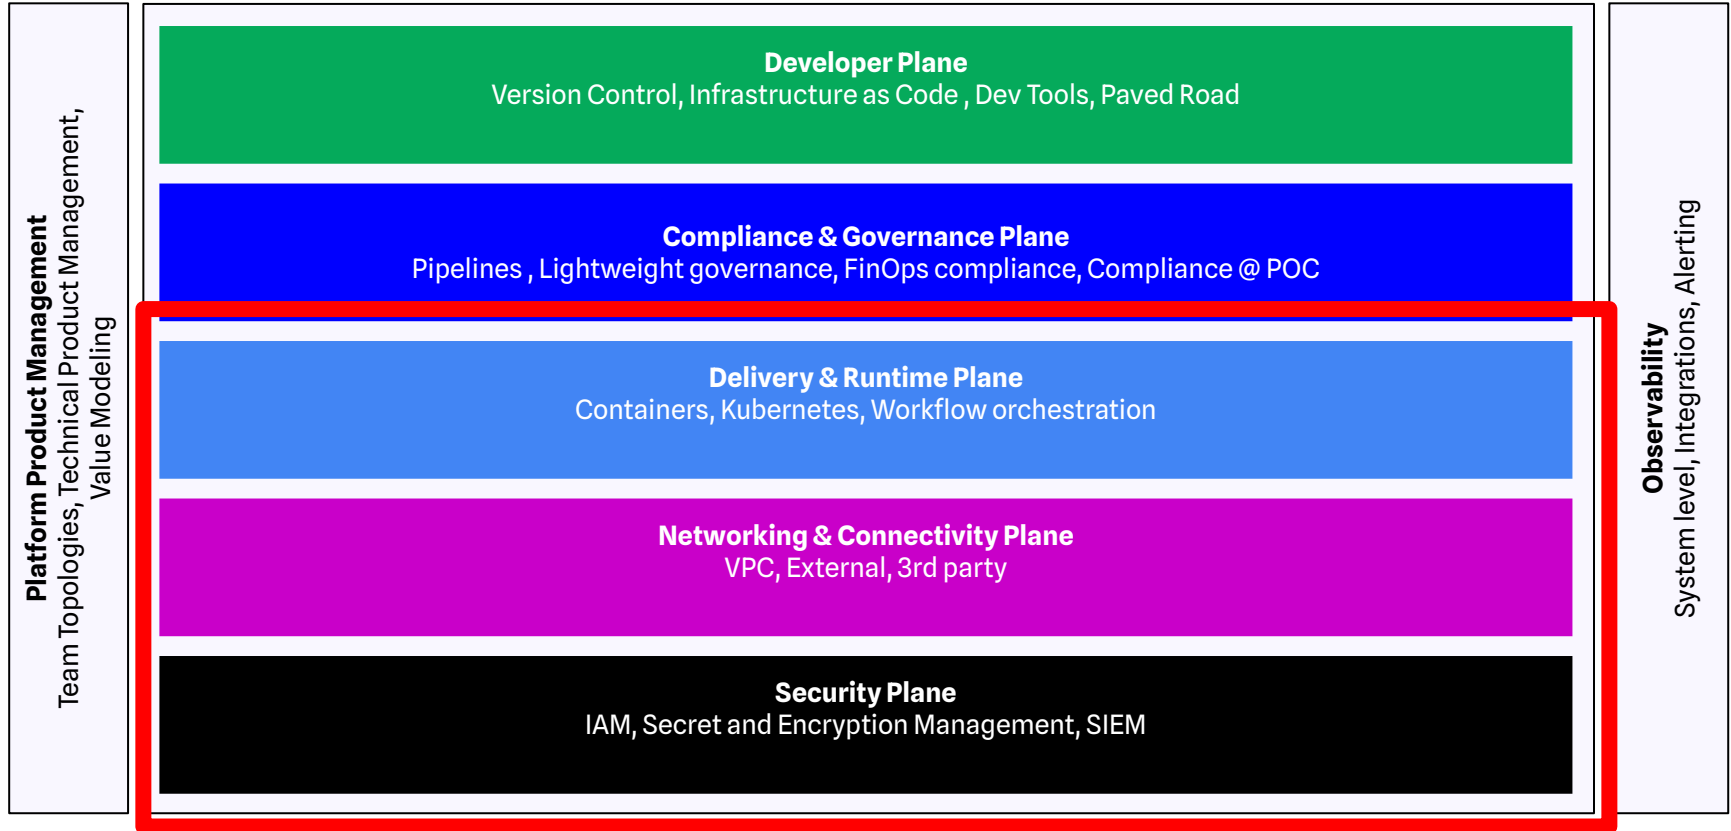 Platform Product Management
Team Topologies, Technical Product Management,
Value Modeling
Developer Plane
Version Control, Infrastructure as Code , Dev Tools, Paved Road
Compliance & Governance Plane
Pipelines , Lightweight governance, FinOps compliance, Compliance @ POC
Delivery & Runtime Plane
Containers, Kubernetes, Workflow orchestration
Networking & Connectivity Plane
VPC, External, 3rd party
Security Plane
IAM, Secret and Encryption Management, SIEM
Observability
System level, Integrations, Alerting